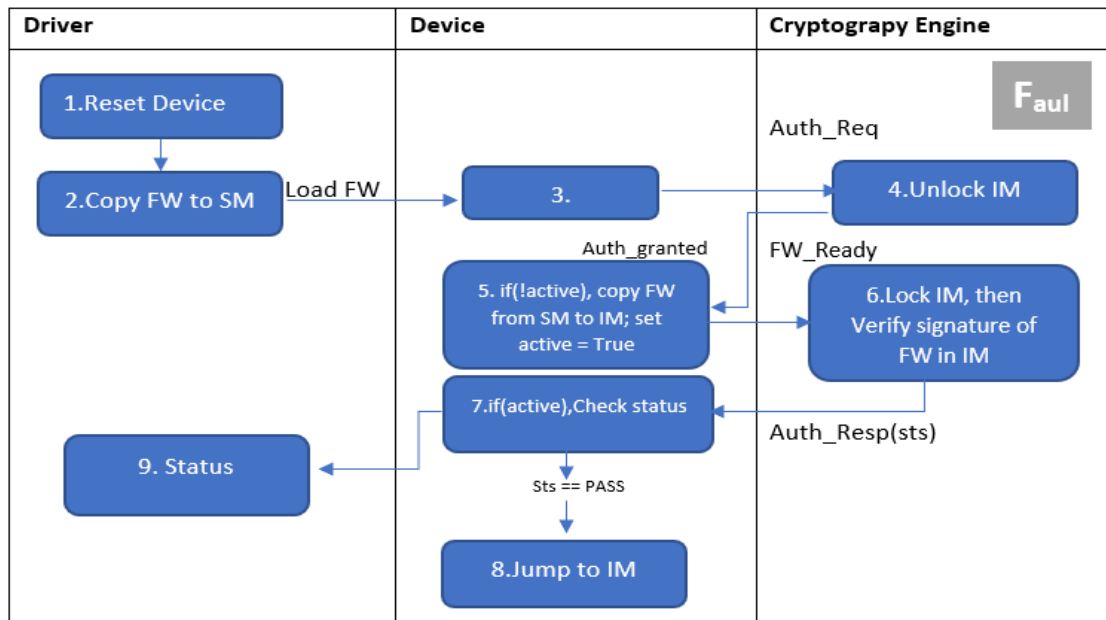 Driver
Device
Cryptograpy Engine
1.Reset Device
F aul
Auth_Req
2.Copy FW to SM
Load FW
3.
4.Unlock IM
Auth_granted
FW_Ready
5. if(!active), copy FW
from SM to IM; set
active = True
6.Lock IM, then
Verify signature of
FW in IM
7.if(active),Check status
Auth_Resp(sts)
9. Status
Sts == PASS
8.Jump to IM